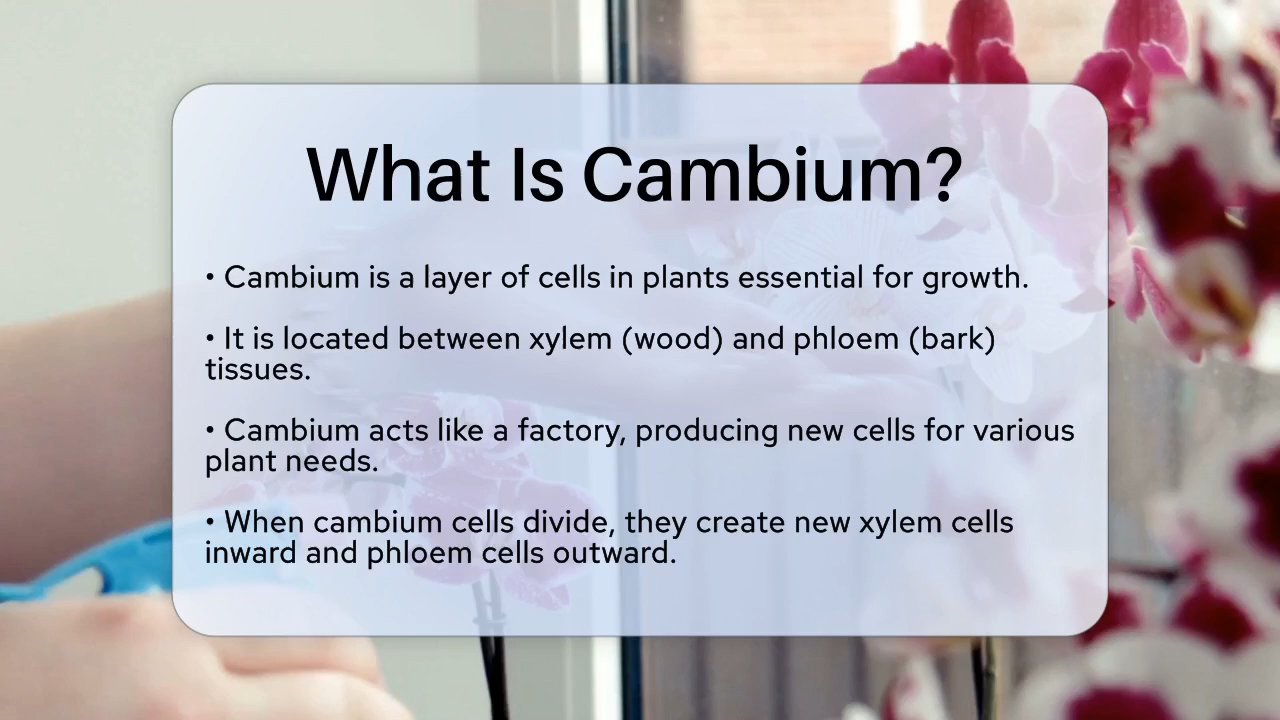 What Is Cambium?
• Cambium is a layer of cells in plants essential for growth.
• It is located between xylem (wood) and phloem (bark)
tissues.
• Cambium acts like a factory, producing new cells for various
plant needs.
• When cambium cells divide, they create new xylem cells
inward and phloem cells outward.